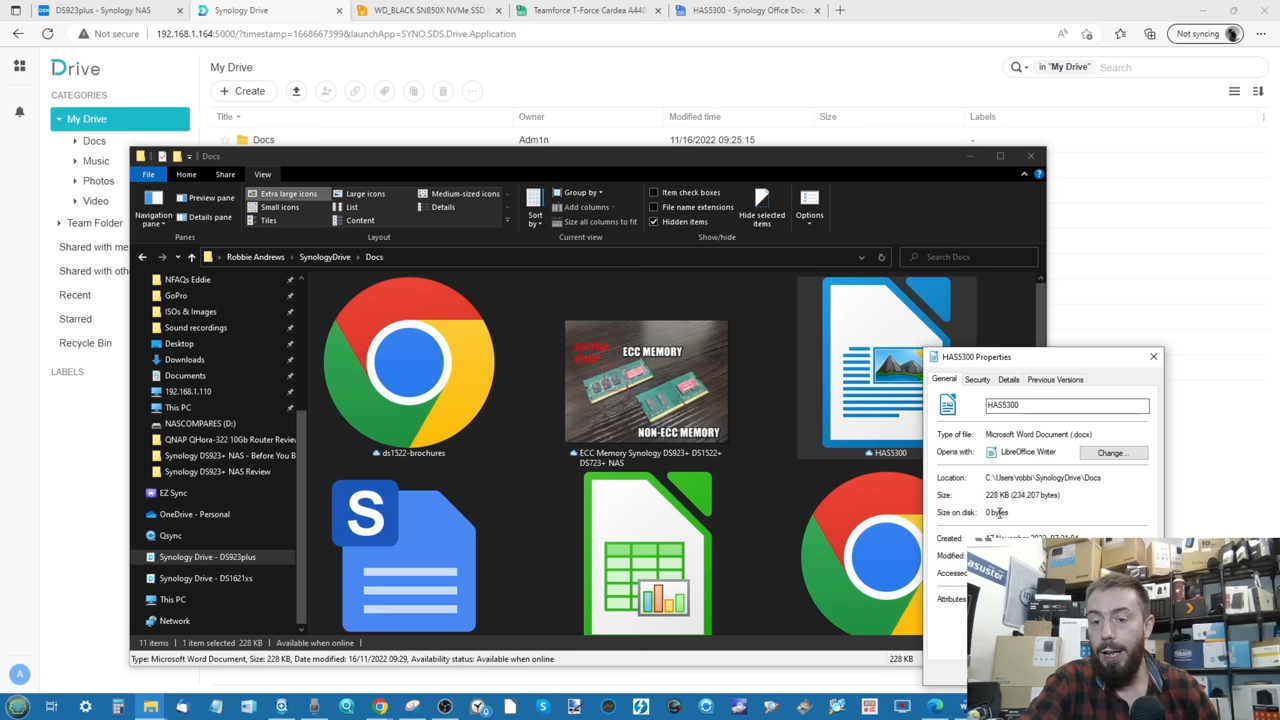 DS923plus - Synology NAS
Synology Drive
WD_BLACK SN850X NVMe SSD
Teamforce T-Force Cardea A440
HAS5300 - Synology Office Docu
Not secure
192.168.1.164:5000/?timestamp=1668667399&launchApp=SYNO.SDS.Drive.Application
Not syncing
Drive
My Drive
in "My Drive"
Search
CATEGORIES
Create
My Drive
Title
Owner
Modified time
Size
Labels
Docs
Docs
Adm1n
11/16/2022 09:25:15
-
Music
Photos
Video
Team Folder
Shared with me
Shared with oth
Recent
Starred
Recycle Bin
LABELS
Docs
File
Home
Share
View
Navigation pane
Preview pane
Details pane
Panes
Extra large icons
Large icons
Medium-sized icons
Small icons
List
Details
Tiles
Content
Layout
Sort by
Group by
Add columns
Size all columns to fit
Current view
Item check boxes
File name extensions
Hidden items
Hide selected items
Show/hide
Options
Robbie Andrews
SynologyDrive
Docs
Search Docs
NFAQs Eddie
GoPro
ISOs & Images
Sound recordings
Desktop
Downloads
Documents
192.168.1.110
This PC
NASCOMPARES (D:)
QNAP QHora-322 10Gb Router Review
Synology DS923+ NAS - Before You B
Synology DS923+ NAS Review
EZ Sync
OneDrive - Personal
Qsync
Synology Drive - DS923plus
Synology Drive - DS1621xs
This PC
Network
ECC MEMORY
NON-ECC MEMORY
ds1522-brochures
ECC Memory Synology DS923+ DS1522+
DS723+ NAS
HAS5300
S
11 items
1 item selected 228 KB
Available when online
Type: Microsoft Word Document, Size: 228 KB, Date modified: 16/11/2022 09:29, Availability status: Available when online
228 KB
HAS5300 Properties
General
Security
Details
Previous Versions
HAS5300
Type of file:
Microsoft Word Document (.docx)
Opens with:
LibreOffice Writer
Change...
Location:
C:\Users\robbi\SynologyDrive\Docs
Size:
228 KB (234,207 bytes)
Size on disk:
0 bytes
Created:
Modified:
Accessed
Attributes
asustor
A